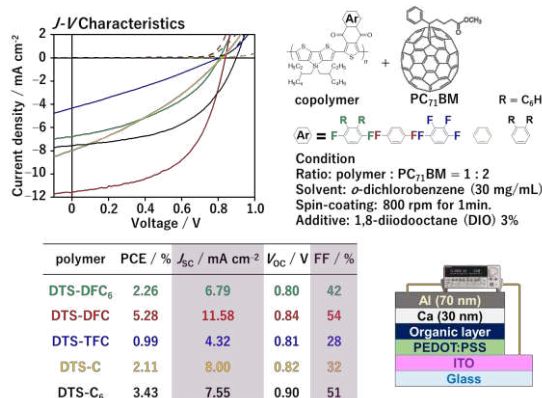 J-V Characteristics
Current density / mA cm⁻²
2
0
-2
-4
-6
-8
-10
-12
0
0.2
0.4
0.6
0.8
1.0
Voltage / V
Ar
O
O
S
S
S
Si
n
H₅C₂
C₂H₅
H₉C₄
C₄H₉
copolymer
+
OCH₃
O
PC₇₁BM
R = C₆H
Ar =
R R
F F
F F
F F
F F
R R
Condition
Ratio: polymer : PC₇₁BM = 1 : 2
Solvent: o-dichlorobenzene (30 mg/mL)
Spin-coating: 800 rpm for 1min.
Additive: 1,8-diiodooctane (DIO) 3%
polymer PCE / % JSC / mA cm⁻² VOC / V FF / %
DTS-DFC₆ 2.26 6.79 0.80 42
DTS-DFC 5.28 11.58 0.84 54
DTS-TFC 0.99 4.32 0.81 28
DTS-C 2.11 8.00 0.82 32
DTS-C₆ 3.43 7.55 0.90 51
Al (70 nm)
Ca (30 nm)
Organic layer
PEDOT:PSS
ITO
Glass